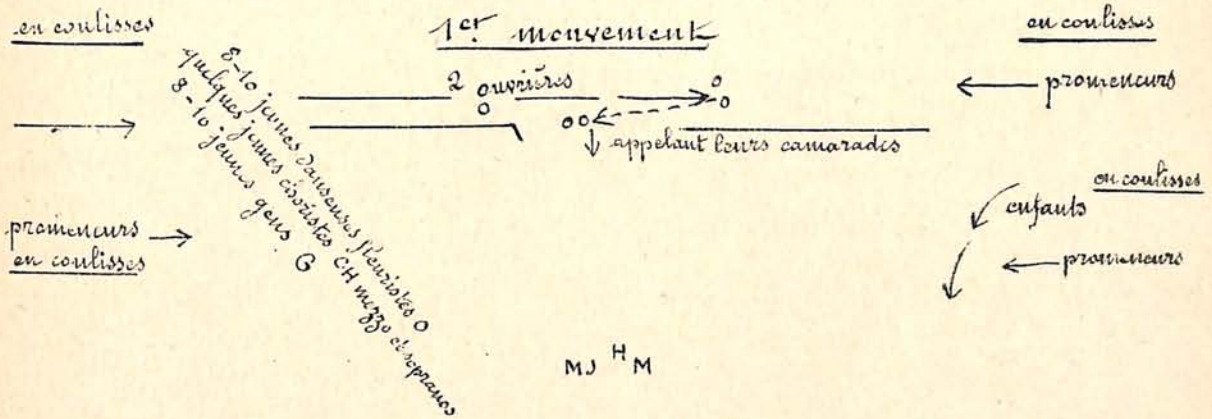 en coulisses
1er mouvement
en coulisses
2 ouvrières
promeneurs
appelant leurs camarades
8-10 jeunes danseuses fleuristes O
quelques jeunes choristes CH mezzo et sopranos
8-10 jeunes gens. G
en coulisses
enfants
promeneurs
en coulisses
promeneurs
MJ H M